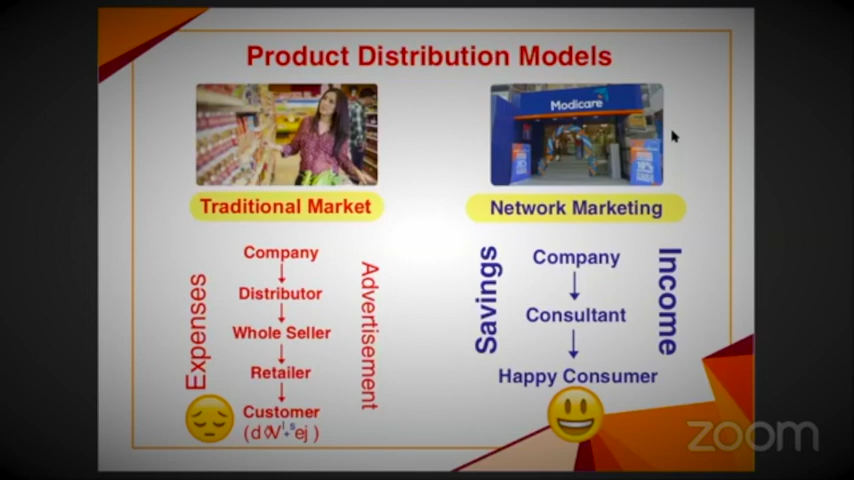 Product Distribution Models
Modicare
Traditional Market
Network Marketing
Company
Distributor
Whole Seller
Retailer
Customer
Expenses
Advertisement
Company
Consultant
Happy Consumer
Savings
Income
zoom